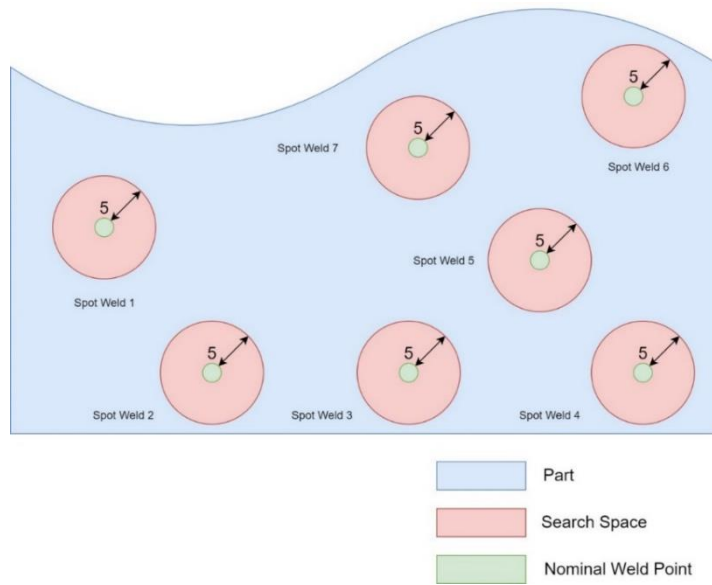 5
Spot Weld 6
5
Spot Weld 7
5
Spot Weld 1
5
Spot Weld 5
5
Spot Weld 2
5
Spot Weld 3
5
Spot Weld 4
Part
Search Space
Nominal Weld Point